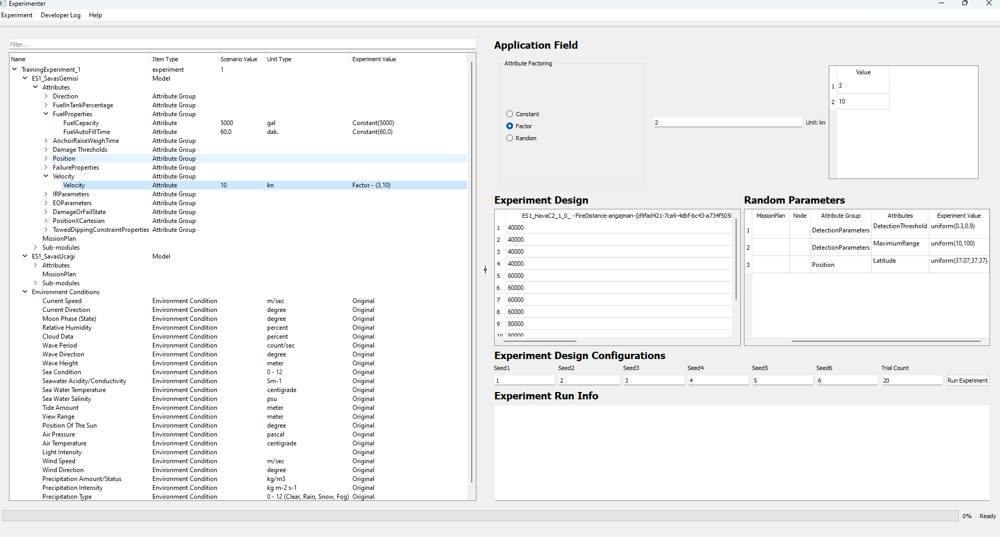 Experimenter
Experiment Developer Log Help
Filter...
Name Item Type Scenario Value Unit Type Experiment Value
TrainingExperiment_1 experiment 1
ES1_SavasGemisi Model
Attributes
Direction Attribute Group
FuelInTankPercentage Attribute Group
FuelProperties Attribute Group
FuelCapacity Attribute 5000 gal Constant(5000)
FuelAutoFillTime Attribute 60.0 dak. Constant(60.0)
AnchorRaiseWeighTime Attribute Group
Damage Thresholds Attribute Group
Position Attribute Group
FailureProperties Attribute Group
Velocity Attribute Group
Velocity Attribute 10 kn Factor - (3,10)
IRParameters Attribute Group
EOParameters Attribute Group
DamageOrFailState Attribute Group
PositionXCartesian Attribute Group
TowedDippingConstraintProperties Attribute Group
MissionPlan
Sub-modules
ES1_SavasUcagi Model
Attributes
MissionPlan
Sub-modules
Environment Conditions
Current Speed Environment Condition m/sec Original
Current Direction Environment Condition degree Original
Moon Phase (State) Environment Condition degree Original
Relative Humidity Environment Condition percent Original
Cloud Data Environment Condition percent Original
Wave Period Environment Condition count/sec Original
Wave Direction Environment Condition degree Original
Wave Height Environment Condition meter Original
Sea Condition Environment Condition 0 - 12 Original
Seawater Acidity/Conductivity Environment Condition Sm-1 Original
Sea Water Temperature Environment Condition centigrade Original
Sea Water Salinity Environment Condition psu Original
Tide Amount Environment Condition meter Original
View Range Environment Condition meter Original
Position Of The Sun Environment Condition degree Original
Air Pressure Environment Condition pascal Original
Air Temperature Environment Condition centigrade Original
Light Intensity Environment Condition Original
Wind Speed Environment Condition m/sec Original
Wind Direction Environment Condition degree Original
Precipitation Amount/Status Environment Condition kg/m3 Original
Precipitation Intensity Environment Condition kg m-2 s-1 Original
Precipitation Type Environment Condition 0 - 12 (Clear, Rain, Snow, Fog) Original
Application Field
Attribute Factoring
Constant
Factor
Random
2 Unit: kn
Value
1 3
2 10
Experiment Design
ES1_HavaC2_1_0_ - FireDistance-angajman-{d9fad421-7ca9-4dbf-bc43-a734f505(
1 40000
2 40000
3 40000
4 40000
5 60000
6 60000
7 60000
8 60000
9 80000
10 80000
Random Parameters
MissionPlan Node Attribute Group Attributes Experiment Value
1 DetectionParameters DetectionThreshold uniform(0.3,0.9)
2 DetectionParameters MaximumRange uniform(10,100)
3 Position Latitude uniform(37.07,37.37)
Experiment Design Configurations
Seed1 Seed2 Seed3 Seed4 Seed5 Seed6 Trial Count
1 2 3 4 5 6 20 Run Experiment
Experiment Run Info
0% Ready